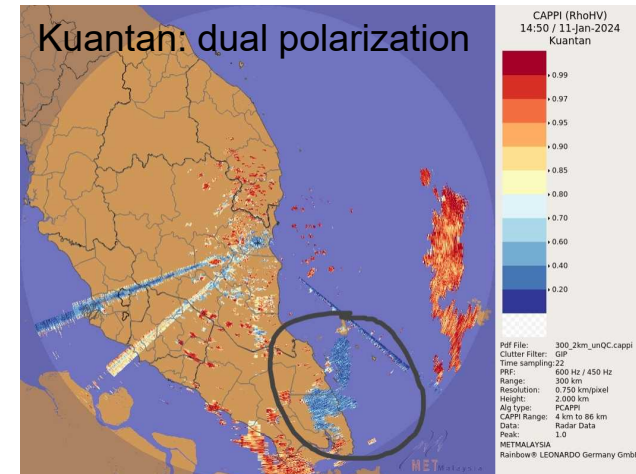 Kuantan: dual polarization
CAPPI (RhoHV)
14:50 / 11-Jan-2024
Kuantan
0.99
0.97
0.95
0.90
0.85
0.80
0.70
0.60
0.40
0.20
Pdf File: 300_2km_unQC.cappi
Clutter Filter: GIP
Time sampling:22
PRF: 600 Hz / 450 Hz
Range: 300 km
Resolution: 0.750 km/pixel
Height: 2.000 km
Alg type: PCAPPI
CAPPI Range: 4 km to 86 km
Data: Radar Data
Peak: 1.0
METMALAYSIA
Rainbow® LEONARDO Germany Gmb
METMalaysia